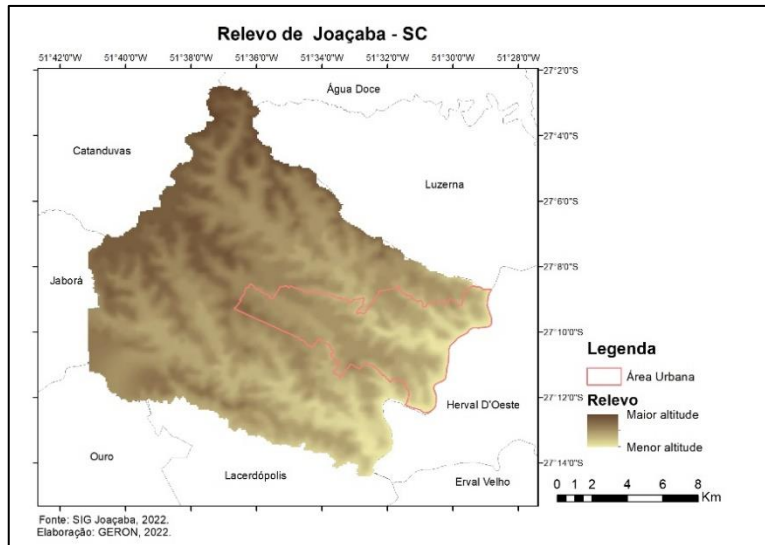 Relevo de Joaçaba - SC
51°42'0"W 51°40'0"W 51°38'0"W 51°36'0"W 51°34'0"W 51°32'0"W 51°30'0"W 51°28'0"W
27°2'0"S
Água Doce
27°4'0"S
Catanduvas
Luzerna
27°6'0"S
27°8'0"S
Jaborá
27°10'0"S
Legenda
Área Urbana
27°12'0"S
Herval D'Oeste
Relevo
Maior altitude
Menor altitude
Ouro
27°14'0"S
Lacerdópolis
Erval Velho
0 1 2 4 6 8
Km
Fonte: SIG Joaçaba, 2022.
Elaboração: GERON, 2022.